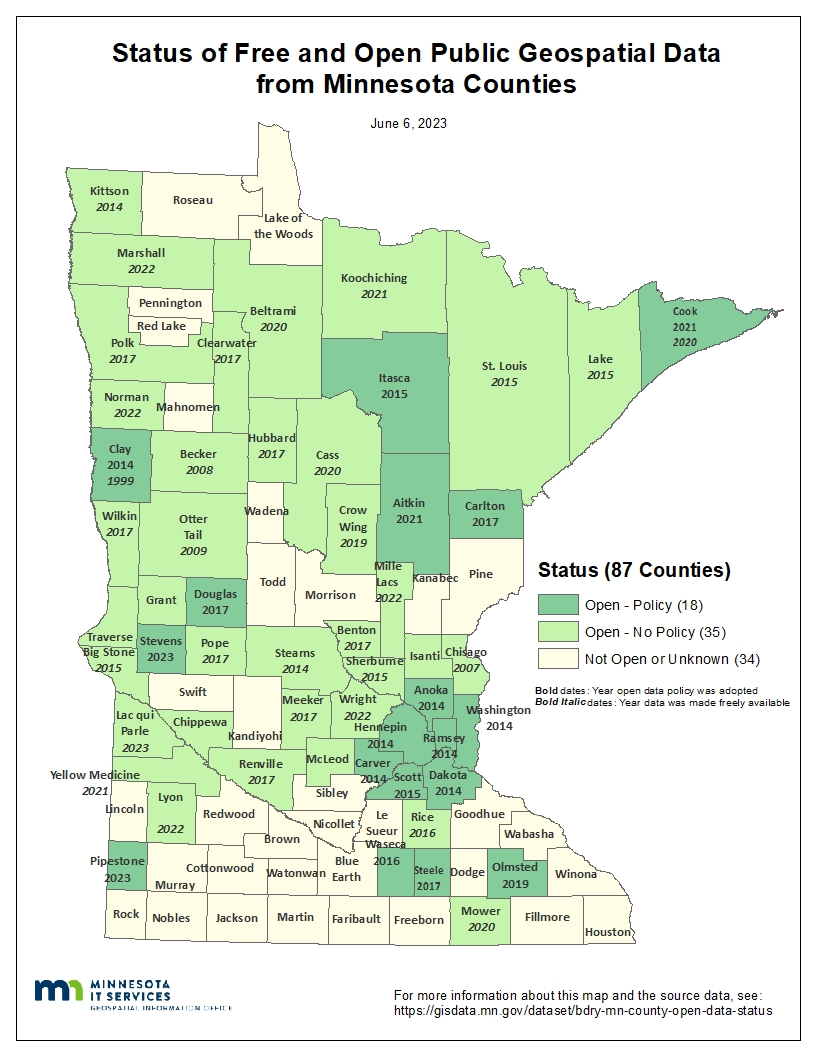 Status of Free and Open Public Geospatial Data
from Minnesota Counties
June 6, 2023
Kittson
2014
Roseau
Lake of
the Woods
Marshall
2022
Koochiching
2021
Pennington
Red Lake
Polk
2017
Clearwater
2017
Beltrami
2020
Cook
2021
2020
St. Louis
2015
Lake
2015
Itasca
2015
Norman
2022
Mahnomen
Hubbard
2017
Cass
2020
Clay
2014
1999
Becker
2008
Aitkin
2021
Carlton
2017
Wilkin
2017
Otter
Tail
2009
Wadena
Crow
Wing
2019
Mille
Lacs
2022
Kanabec
Pine
Todd
Morrison
Grant
Douglas
2017
Traverse
Big Stone
2015
Stevens
2023
Pope
2017
Stearns
2014
Benton
2017
Sherburne
2015
Isanti
Chisago
2007
Swift
Kandiyohi
Meeker
2017
Wright
2022
Anoka
2014
Washington
2014
Hennepin
2014
Ramsey
2014
Lac qui
Parle
2023
Chippewa
Renville
2017
McLeod
Carver
2014
Scott
2015
Dakota
2014
Yellow Medicine
2021
Lincoln
Lyon
2022
Redwood
Sibley
Nicollet
Le
Sueur
Rice
2016
Goodhue
Wabasha
Brown
Waseca
2016
Pipestone
2023
Murray
Cottonwood
Watonwan
Blue
Earth
Steele
2017
Dodge
Olmsted
2019
Winona
Rock
Nobles
Jackson
Martin
Faribault
Freeborn
Mower
2020
Fillmore
Houston
Status (87 Counties)
Open - Policy (18)
Open - No Policy (35)
Not Open or Unknown (34)
Bold dates: Year open data policy was adopted
Bold Italic dates: Year data was made freely available
mn MINNESOTA
IT SERVICES
GEOSPATIAL INFORMATION OFFICE
For more information about this map and the source data, see:
https://gisdata.mn.gov/dataset/bdry-mn-county-open-data-status